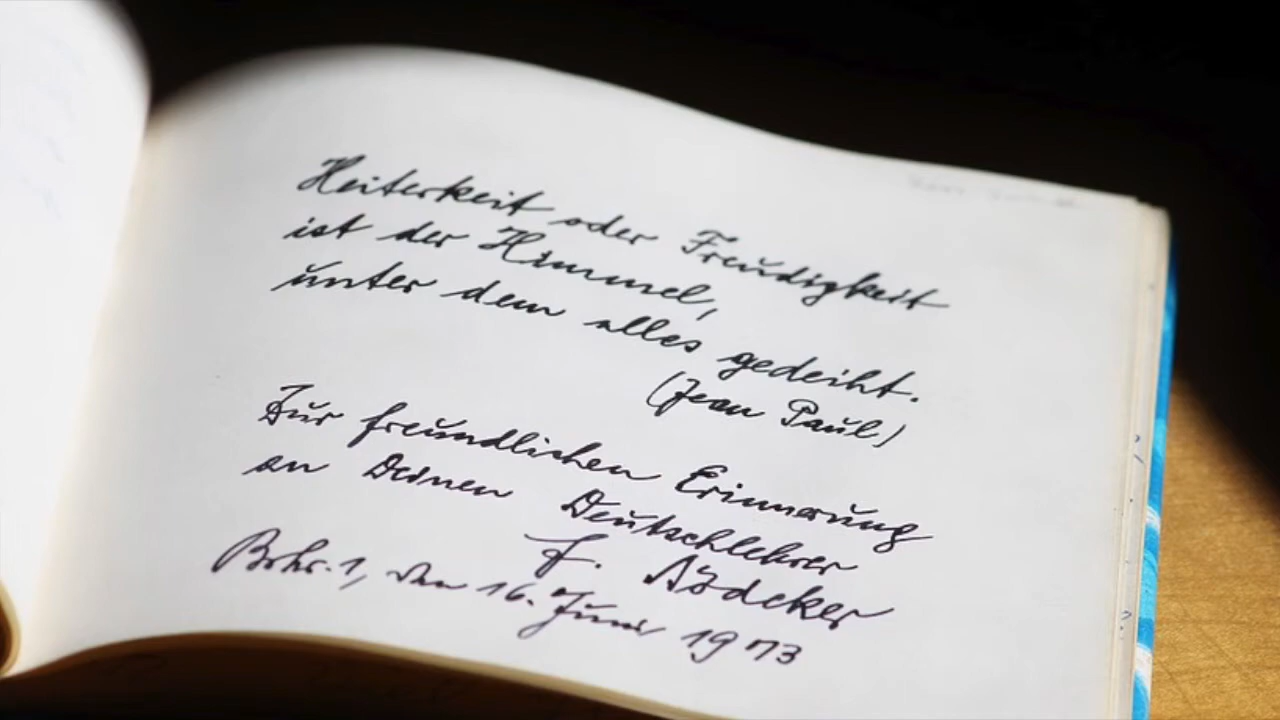 Heiterkeit oder Freudigkeit
ist der Himmel,
unter dem alles gedeiht.
(Jean Paul)
Zur freundlichen Erinnerung
an Deinen Deutschlehrer
F.
den 16. Juni 1973